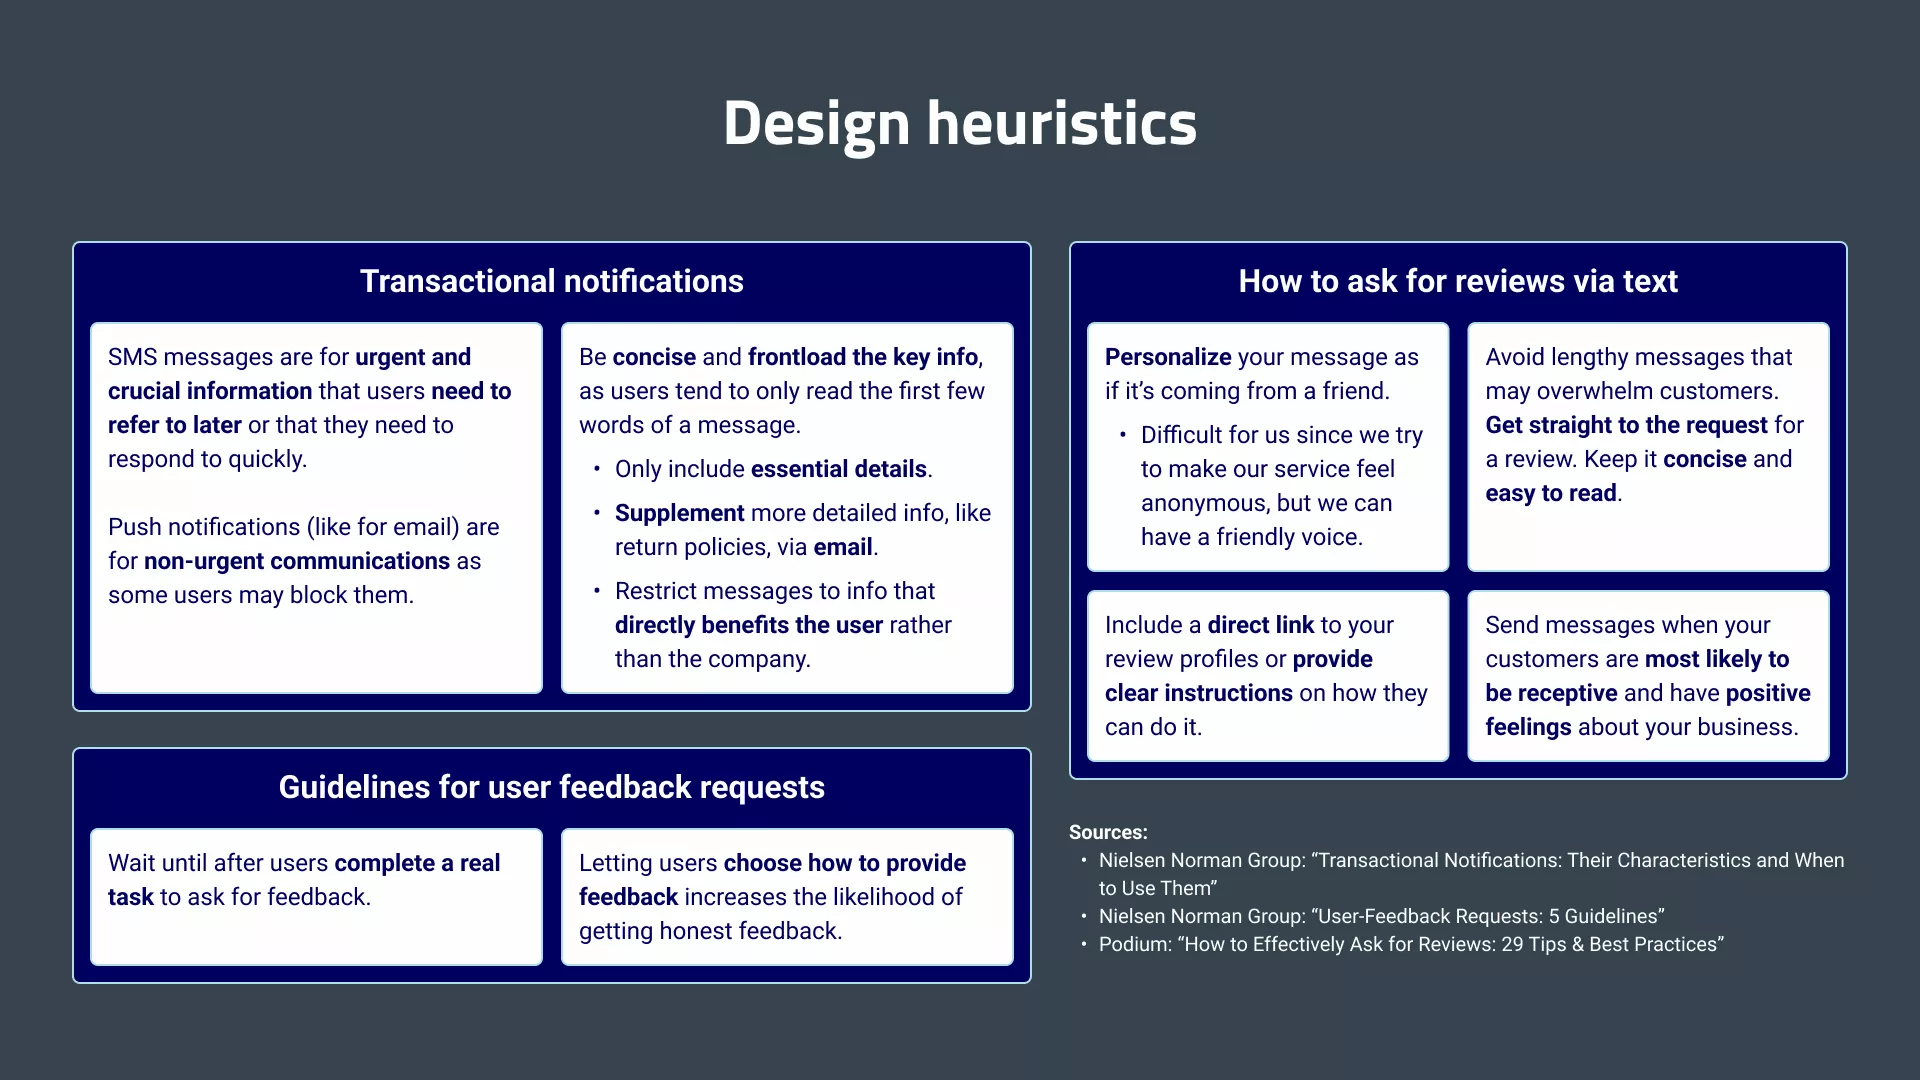 Design heuristics
Transactional notifications
SMS messages are for urgent and
crucial information that users need to
refer to later or that they need to
respond to quickly.
Push notifications (like for email) are
for non-urgent communications as
some users may block them.
Be concise and frontload the key info,
as users tend to only read the first few
words of a message.
• Only include essential details.
• Supplement more detailed info, like
return policies, via email.
• Restrict messages to info that
directly benefits the user rather
than the company.
Guidelines for user feedback requests
Wait until after users complete a real
task to ask for feedback.
Letting users choose how to provide
feedback increases the likelihood of
getting honest feedback.
How to ask for reviews via text
Personalize your message as
if it’s coming from a friend.
• Difficult for us since we try
to make our service feel
anonymous, but we can
have a friendly voice.
Avoid lengthy messages that
may overwhelm customers.
Get straight to the request for
a review. Keep it concise and
easy to read.
Include a direct link to your
review profiles or provide
clear instructions on how they
can do it.
Send messages when your
customers are most likely to
be receptive and have positive
feelings about your business.
Sources:
• Nielsen Norman Group: “Transactional Notifications: Their Characteristics and When
to Use Them”
• Nielsen Norman Group: “User-Feedback Requests: 5 Guidelines”
• Podium: “How to Effectively Ask for Reviews: 29 Tips & Best Practices”